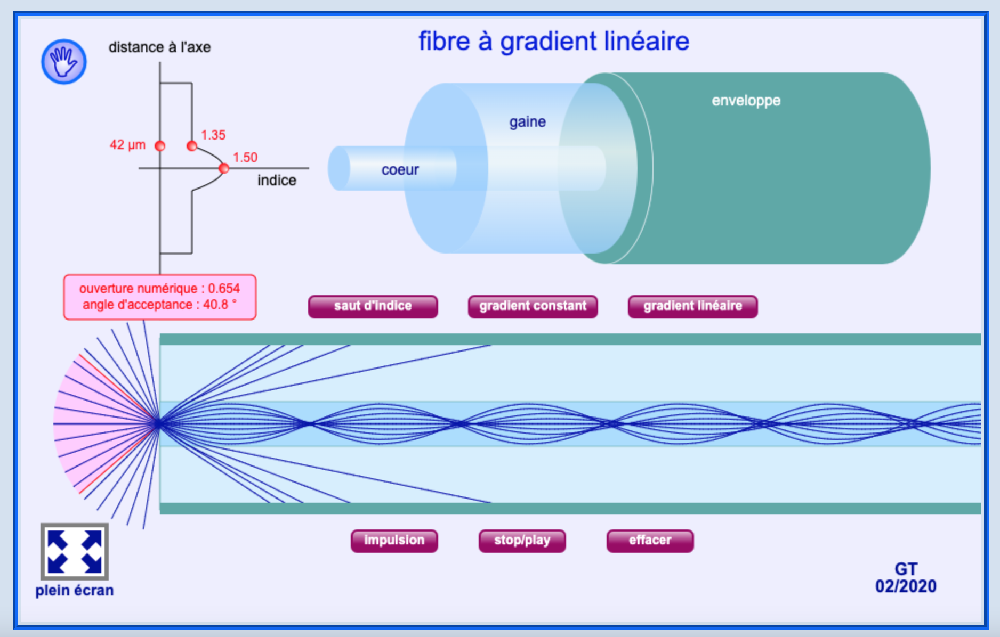 distance à l'axe
fibre à gradient linéaire
enveloppe
gaine
1.35
42 µm
1.50
coeur
indice
ouverture numérique : 0.654
angle d'acceptance : 40.8 °
saut d'indice
gradient constant
gradient linéaire
impulsion
stop/play
effacer
GT
02/2020
plein écran